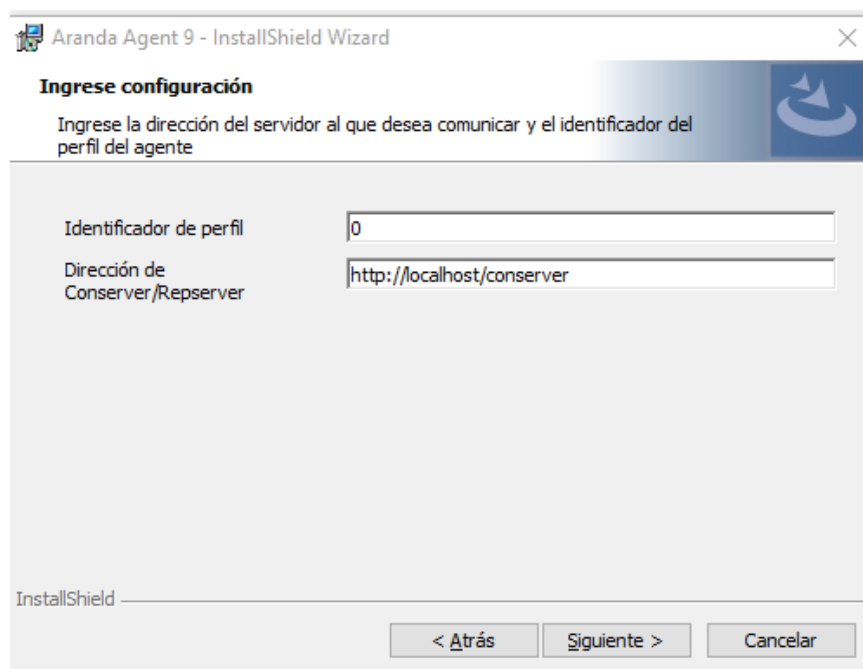 Aranda Agent 9 - InstallShield Wizard
Ingrese configuración
Ingrese la dirección del servidor al que desea comunicar y el identificador del
perfil del agente
Identificador de perfil
0
Dirección de
Conserver/Repserver
http://localhost/conserver
InstallShield
< Atrás
Siguiente >
Cancelar